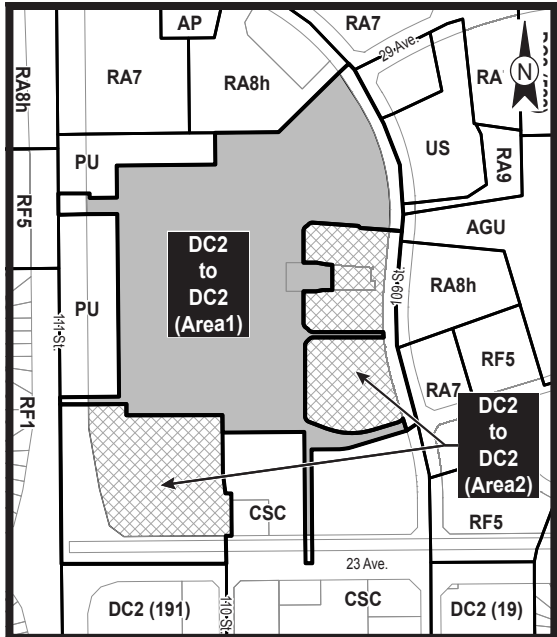 AP
RA7
29 Ave.
RA7
RA8h
RA8h
RA
N
PU
US
RA9
RF5
AGU
DC2
to
DC2
(Area1)
109 St.
RA8h
PU
111 St.
RF5
RA7
RF1
DC2
to
DC2
(Area2)
CSC
RF5
23 Ave.
DC2 (191)
110 St.
CSC
DC2 (19)